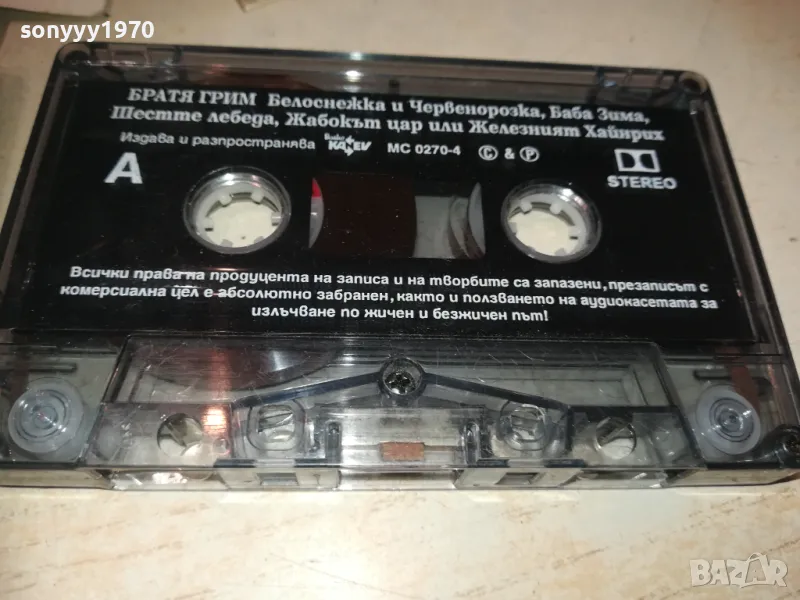 sonyyy1970
БРАТЯ ГРИМ Белоснежка и Червенорозка, Баба Зима,
Шестте лебеда, Жабокът цар или Железният Хайнрих
Издава и разпространява KANEV MC 0270-4 © & ℗
A
STEREO
Всички права на продуцента на записа и на творбите са запазени, презаписът с
комерсиална цел е абсолютно забранен, както и ползването на аудиокасетата за
излъчване по жичен и безжичен път!
BAZAR